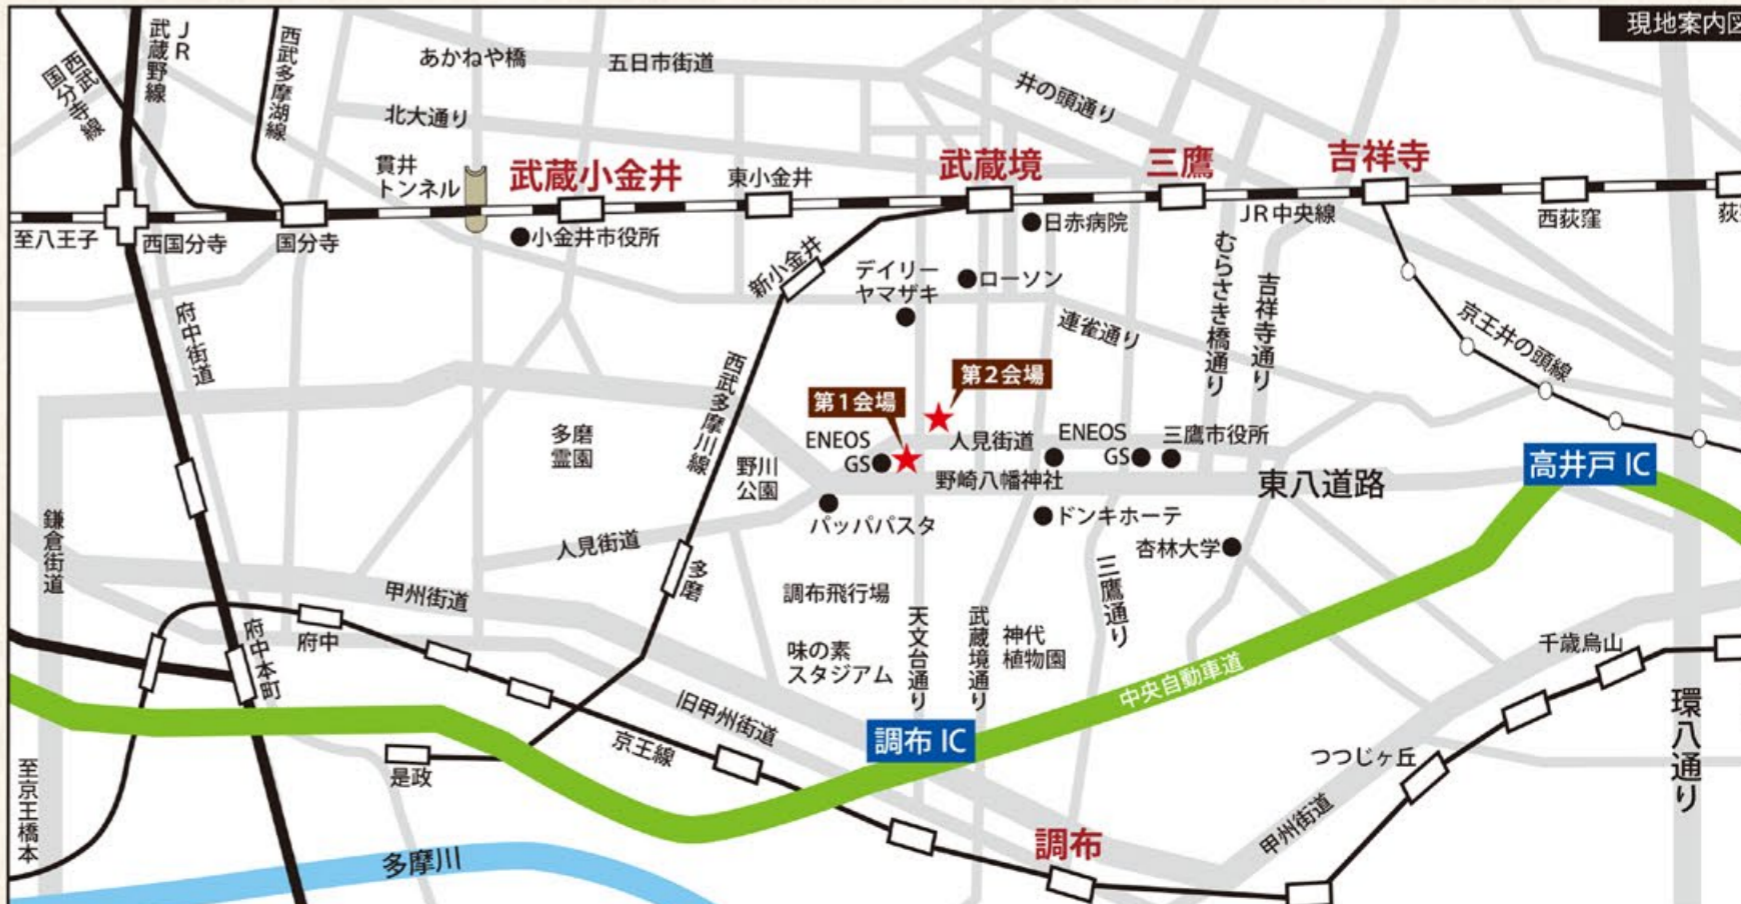 現地案内図
西武
国分寺線
JR
武蔵野線
西武多摩湖線
あかねや橋
五日市街道
井の頭通り
北大通り
貫井
トンネル
武蔵小金井
東小金井
武蔵境
三鷹
吉祥寺
至八王子
西国分寺
国分寺
小金井市役所
日赤病院
JR中央線
西荻窪
荻
新小金井
デイリー
ヤマザキ
ローソン
むらさき橋通り
吉祥寺通り
府中街道
連雀通り
京王井の頭線
西武多摩川線
第2会場
第1会場
多磨
霊園
野川
公園
ENEOS
GS
人見街道
ENEOS
GS
三鷹市役所
野崎八幡神社
東八道路
高井戸 IC
パッパパスタ
ドンキホーテ
杏林大学
鎌倉街道
人見街道
多磨
甲州街道
調布飛行場
三鷹通り
府中
府中本町
味の素
スタジアム
天文台通り
武蔵境通り
神代
植物園
千歳烏山
中央自動車道
旧甲州街道
京王線
調布 IC
環八通り
是政
つつじヶ丘
至京王橋本
甲州街道
調布
多摩川